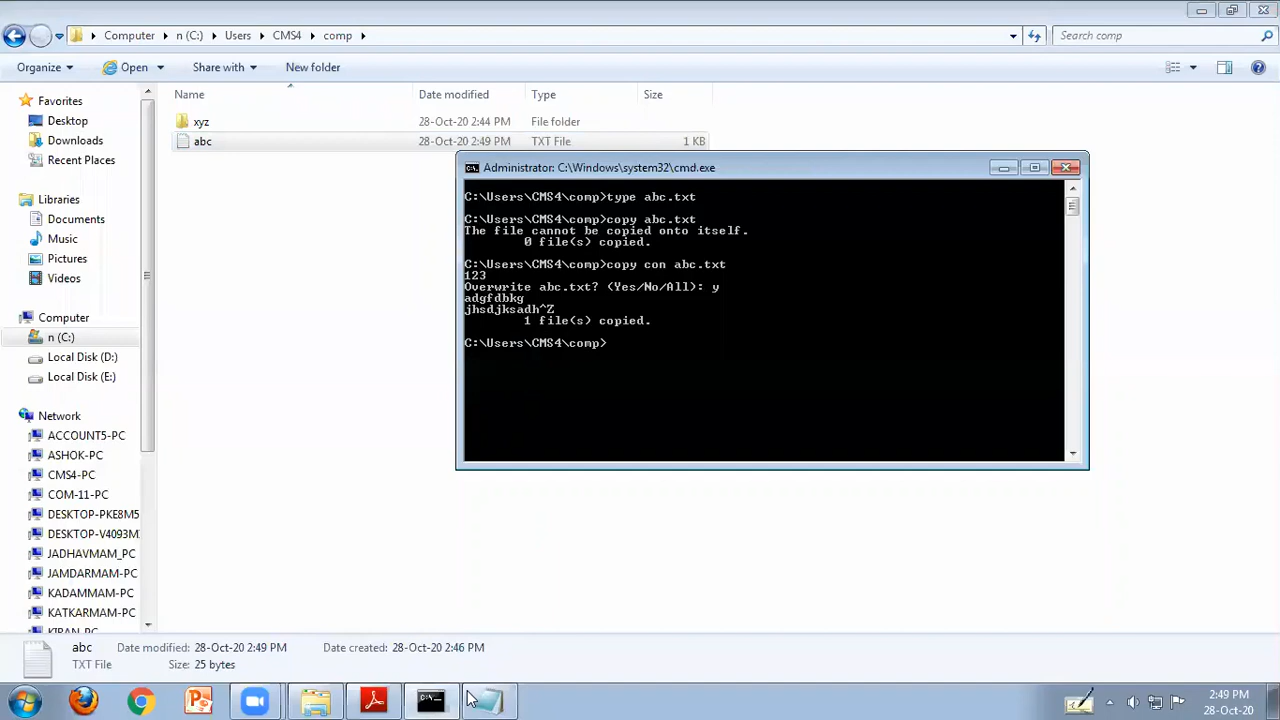 Computer
n (C:)
Users
CMS4
comp
Search comp
Organize
Open
Share with
New folder
Name
Date modified
Type
Size
Favorites
Desktop
Downloads
Recent Places
Libraries
Documents
Music
Pictures
Videos
Computer
n (C:)
Local Disk (D:)
Local Disk (E:)
Network
ACCOUNT5-PC
ASHOK-PC
CMS4-PC
COM-11-PC
DESKTOP-PKE8M5
DESKTOP-V4093M
JADHAVMAM_PC
JAMDARMAM-PC
KADAMMAM-PC
KATKARMAM-PC
KIRAN-PC
xyz 28-Oct-20 2:44 PM File folder
abc 28-Oct-20 2:49 PM TXT File 1 KB
Administrator: C:\Windows\system32\cmd.exe
C:\Users\CMS4\comp>type abc.txt
C:\Users\CMS4\comp>copy abc.txt
The file cannot be copied onto itself.
0 file(s) copied.
C:\Users\CMS4\comp>copy con abc.txt
123
Overwrite abc.txt? (Yes/No/All): y
adgfdbkg
jhsdjksadh^Z
1 file(s) copied.
C:\Users\CMS4\comp>
abc Date modified: 28-Oct-20 2:49 PM Date created: 28-Oct-20 2:46 PM
TXT File Size: 25 bytes
2:49 PM
28-Oct-20